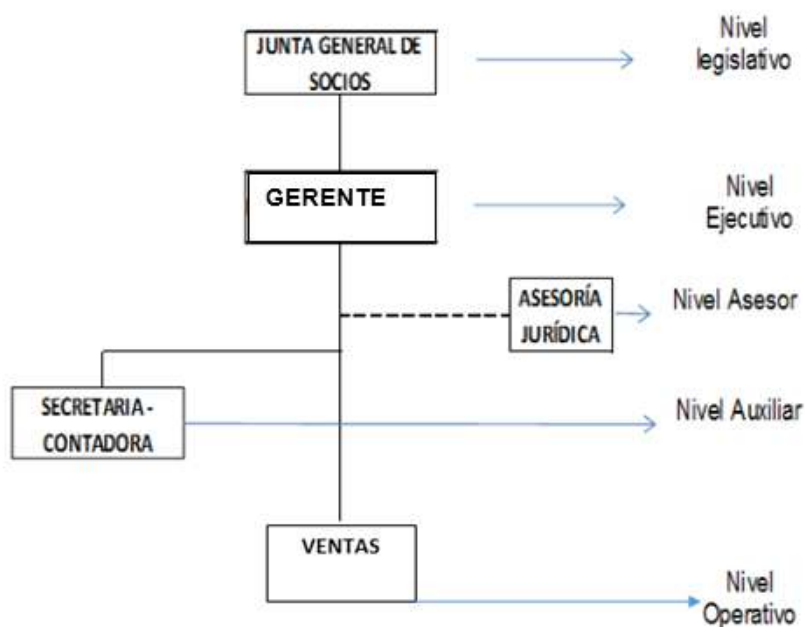 JUNTA GENERAL DE
SOCIOS
Nivel
legislativo
GERENTE
Nivel
Ejecutivo
ASESORÍA
JURÍDICA
Nivel Asesor
SECRETARIA -
CONTADORA
Nivel Auxiliar
VENTAS
Nivel
Operativo